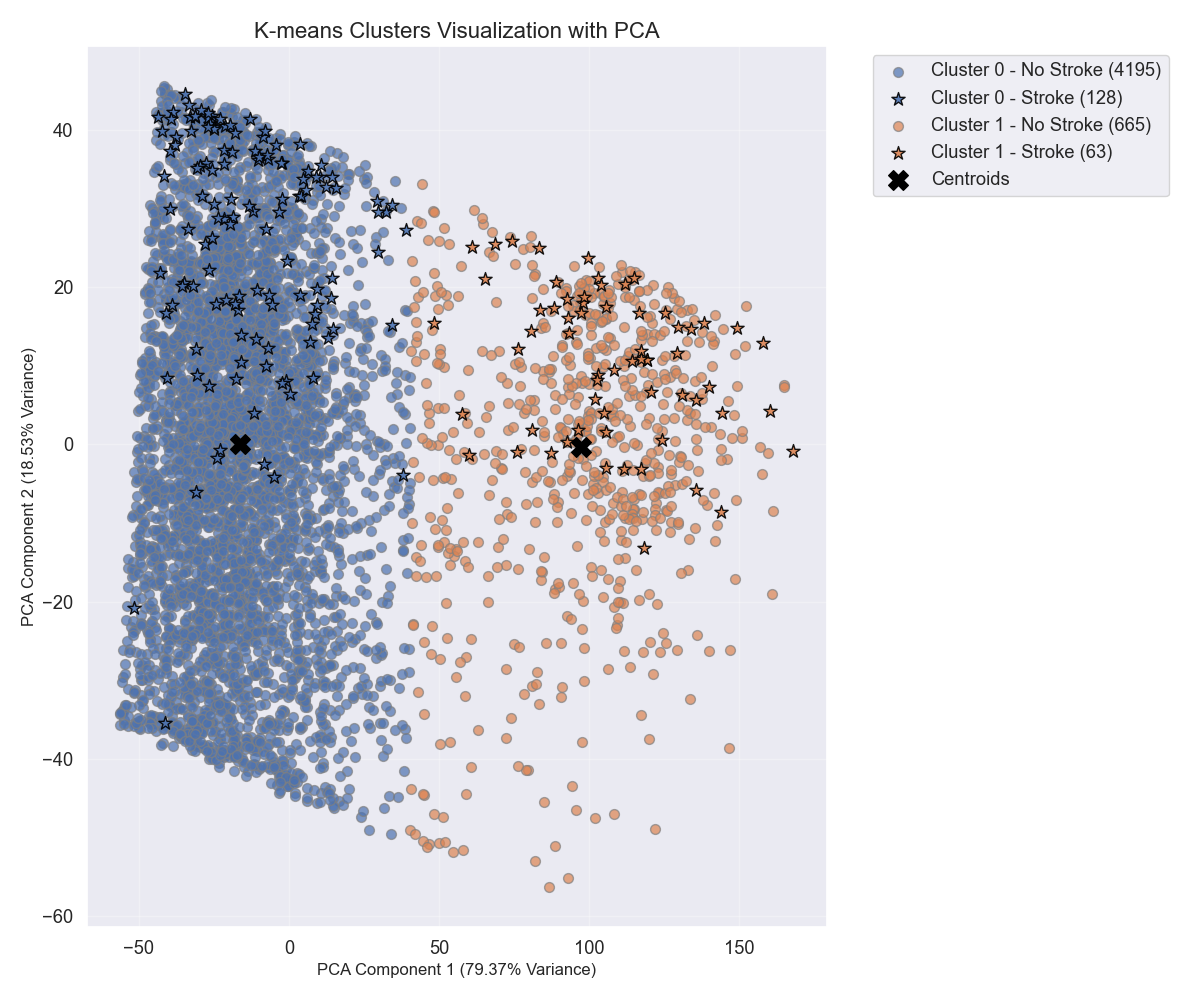 K-means Clusters Visualization with PCA
Cluster 0 - No Stroke (4195)
Cluster 0 - Stroke (128)
Cluster 1 - No Stroke (665)
Cluster 1 - Stroke (63)
Centroids
PCA Component 2 (18.53% Variance)
40
20
0
−20
−40
−60
−50
0
50
100
150
PCA Component 1 (79.37% Variance)